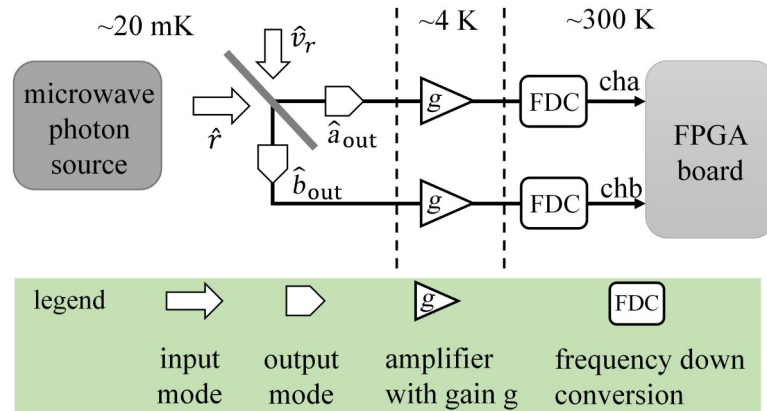 ~20 mK
~4 K
~300 K
microwave
photon
source
r̂
v̂ᵣ
âout
b̂out
g
g
FDC
FDC
cha
chb
FPGA
board
legend
g
FDC
input
mode
output
mode
amplifier
with gain g
frequency down
conversion